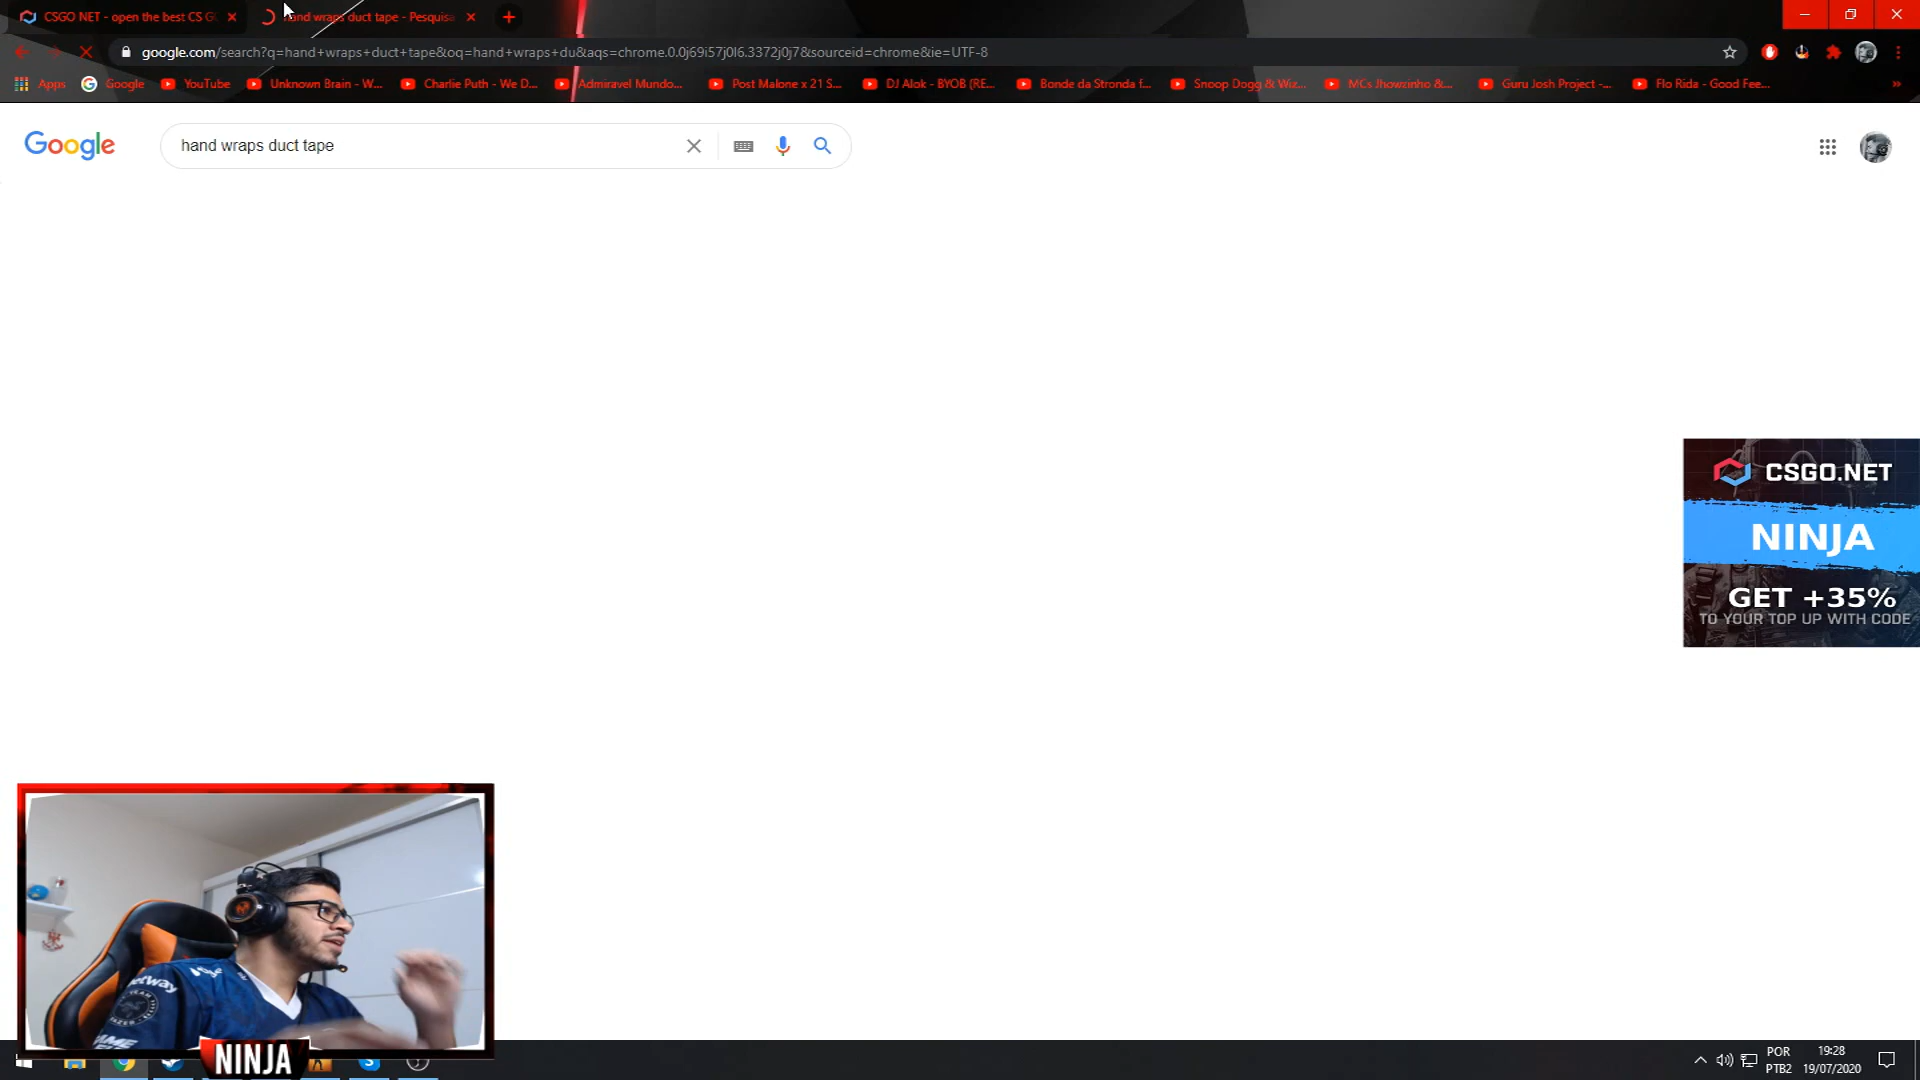 CSGO NET - open the best CS G
hand wraps duct tape - Pesquisa
google.com/search?q=hand+wraps+duct+tape&oq=hand+wraps+du&aqs=chrome.0.0j69i57j0l6.3372j0j7&sourceid=chrome&ie=UTF-8
Apps Google YouTube Unknown Brain - W... Charlie Puth - We D... Admiravel Mundo... Post Malone x 21 S... DJ Alok - BYOB (RE... Bonde da Stronda f... Snoop Dogg & Wiz... MCs Jhowzinho &... Guru Josh Project -... Flo Rida - Good Fee...
Google hand wraps duct tape
CSGO.NET
NINJA
GET +35%
TO YOUR TOP UP WITH CODE
NINJA
POR
PTB2
19:28
19/07/2020